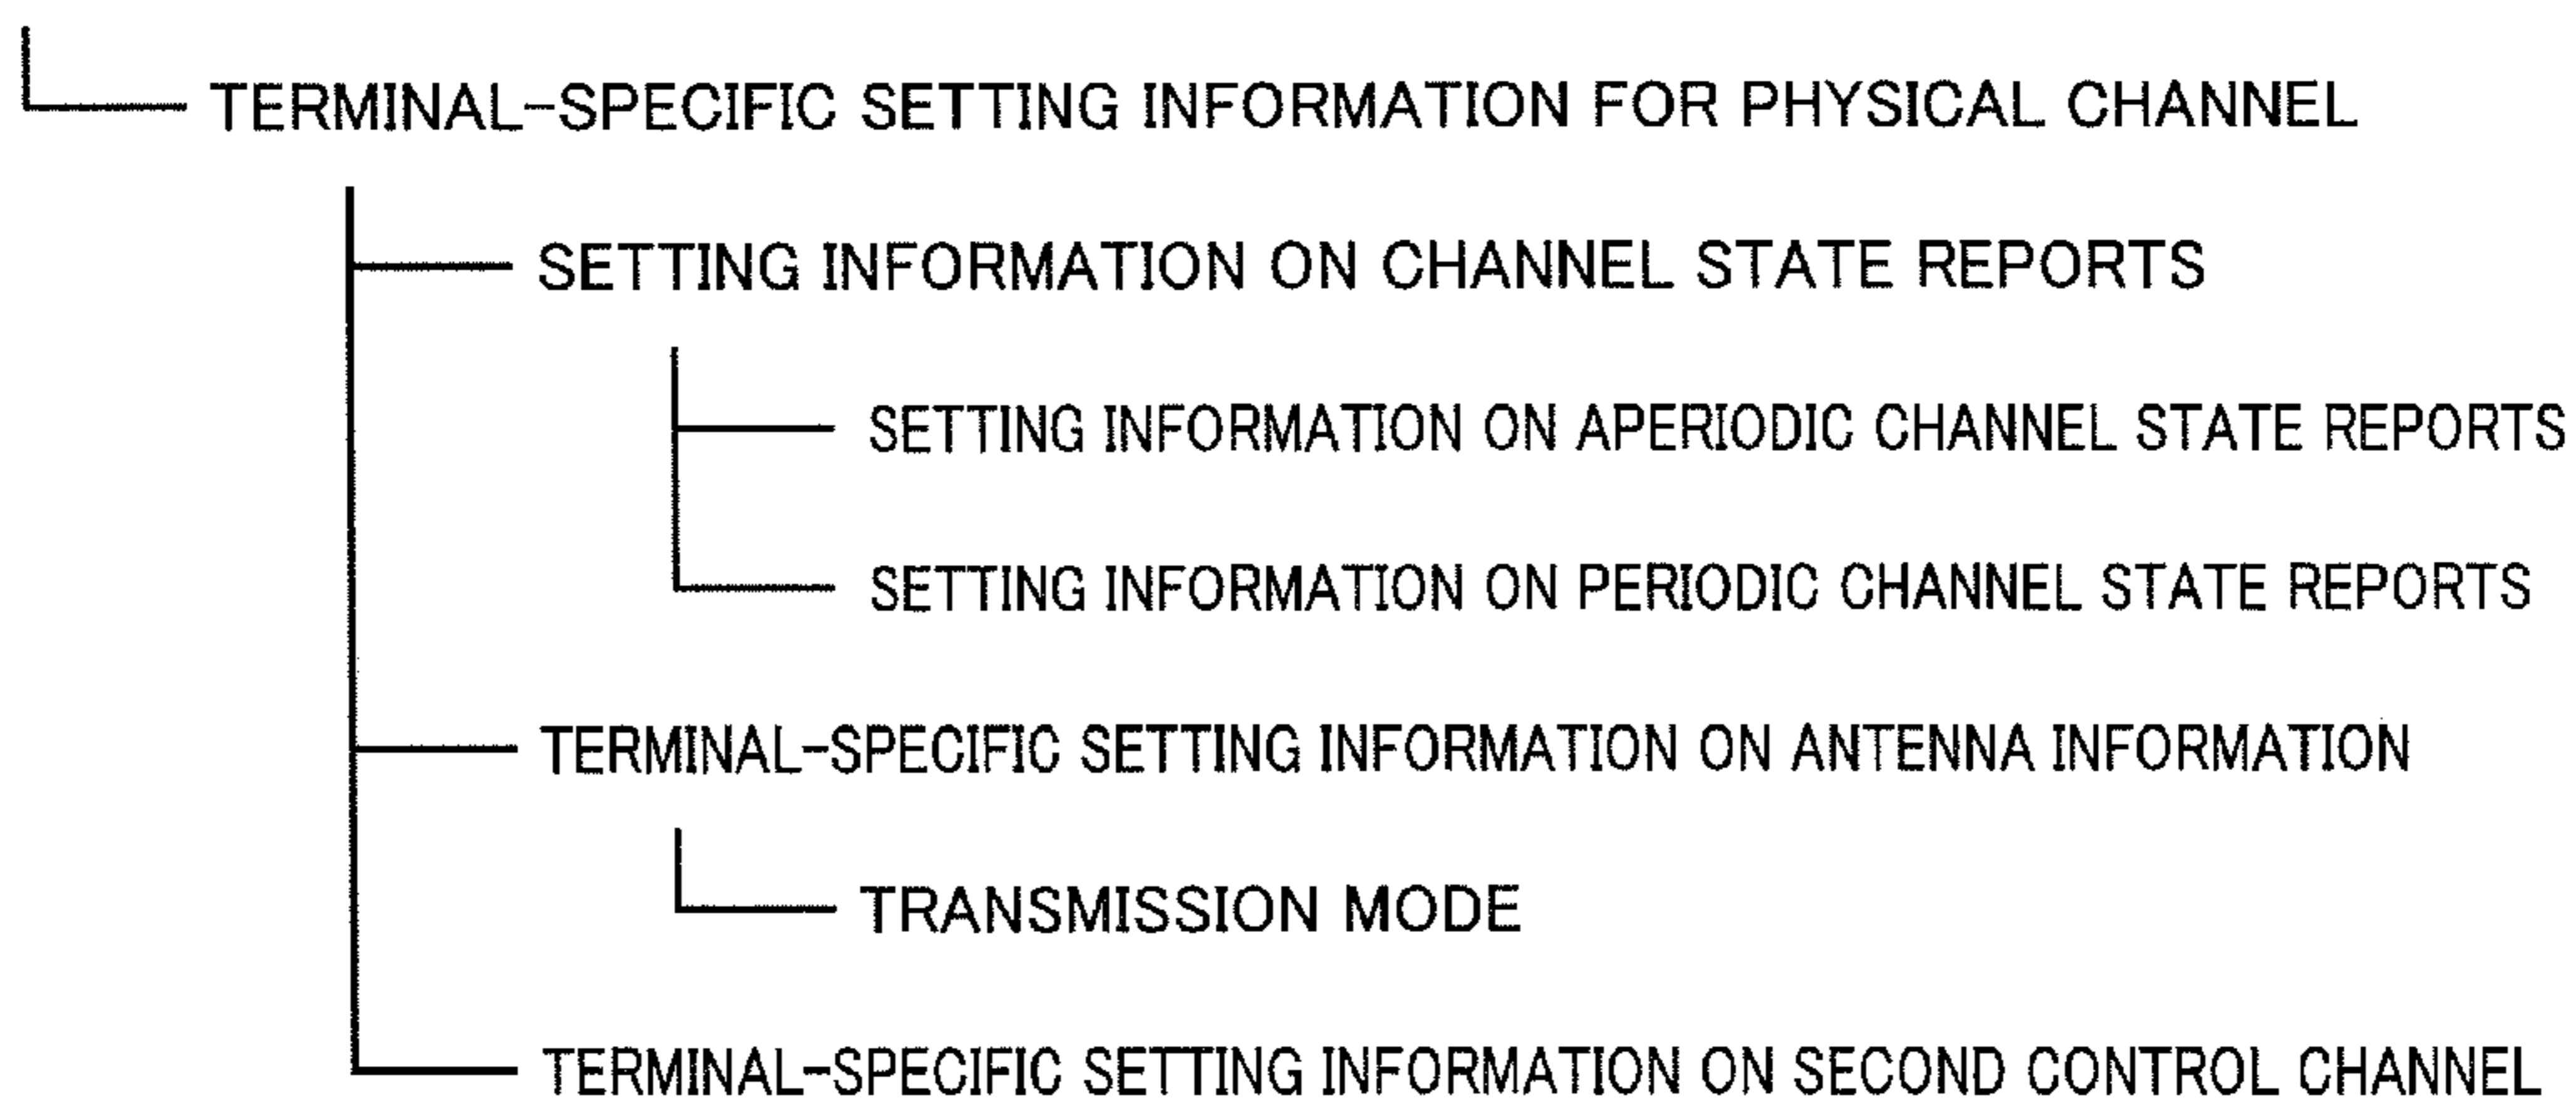 TERMINAL-SPECIFIC SETTING INFORMATION FOR PHYSICAL CHANNEL
SETTING INFORMATION ON CHANNEL STATE REPORTS
SETTING INFORMATION ON APERIODIC CHANNEL STATE REPORTS
SETTING INFORMATION ON PERIODIC CHANNEL STATE REPORTS
TERMINAL-SPECIFIC SETTING INFORMATION ON ANTENNA INFORMATION
TRANSMISSION MODE
TERMINAL-SPECIFIC SETTING INFORMATION ON SECOND CONTROL CHANNEL